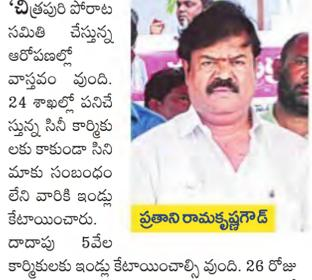 ‘చిత్రపురి పోరాట
సమితి చేస్తున్న
ఆరోపణల్లో
వాస్తవం వుంది.
24 శాఖల్లో పనిచే
స్తున్న సినీ కార్మికు
లకు కాకుండా సిని
మాకు సంబంధం
లేని వారికి ఇండ్లు
కేటాయించారు.
ప్రతాని రామకృష్ణగౌడ్
దాదాపు 5వేల
కార్మికులకు ఇండ్లు కేటాయించాల్సి వుంది. 26 రోజు